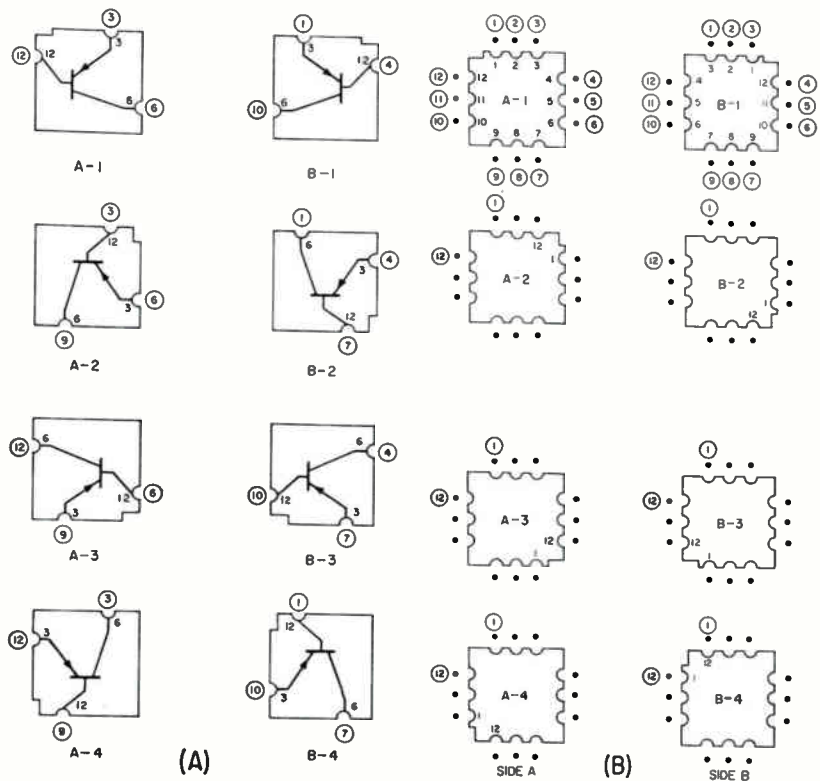 3
12 12 3
6 6
A-1
1
3 12 4
10 6
B-1
1 2 3
1 2 3
12 12 4 4
11 11 A-1 5 5
10 10 6 6
9 8 7
9 8 7
1 2 3
3 2 1
12 4 12 4
11 5 B-1 11 5
10 6 10 6
7 8 9
9 8 7
3
12
3 6
6
9
A-2
1
6
3 4
12
7
B-2
1
12
12 1
A-2
1
12
B-2
1
12
12 6
12 6
3
9
A-3
6 4
10 12
3
7
B-3
1
12
A-3
12
1
1
12
B-3
12
1
3
12 3 6
12
9
A-4
1
12
10 3
6
7
B-4
1
12
A-4
1
12
SIDE A
1
12
12 1
B-4
SIDE B
(A)
(B)